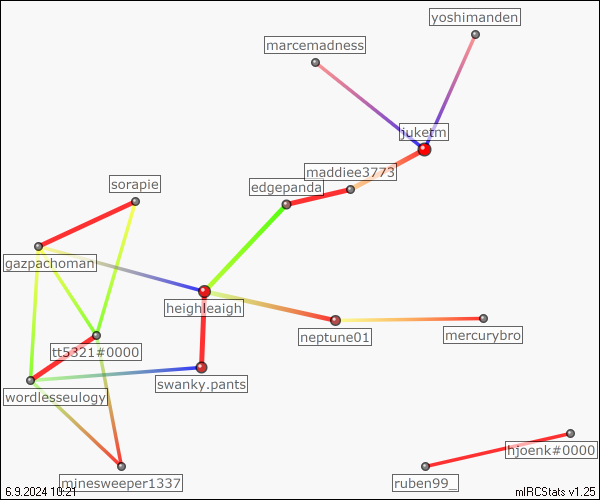 yoshimanden
marcemadness
juketm
maddiee3773
sorapie
edgepanda
gazpachoman
heighleaigh
neptune01
mercurybro
tt5321#0000
swanky.pants
wordlesseulogy
hjoenk#0000
minesweeper1337
ruben99_
6.9.2024 10:21
mIRCStats v1.25